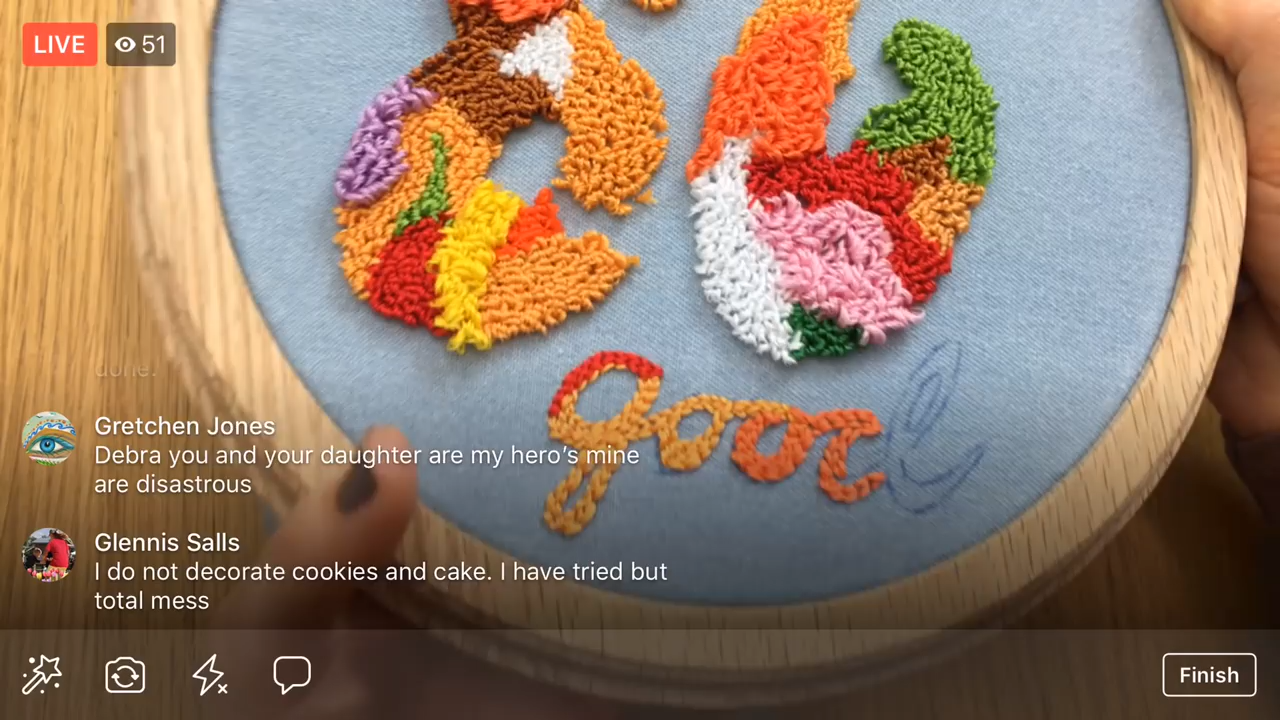 LIVE
51
done.
Gretchen Jones
Debra you and your daughter are my hero’s mine
are disastrous
Glennis Salls
I do not decorate cookies and cake. I have tried but
total mess
Finish